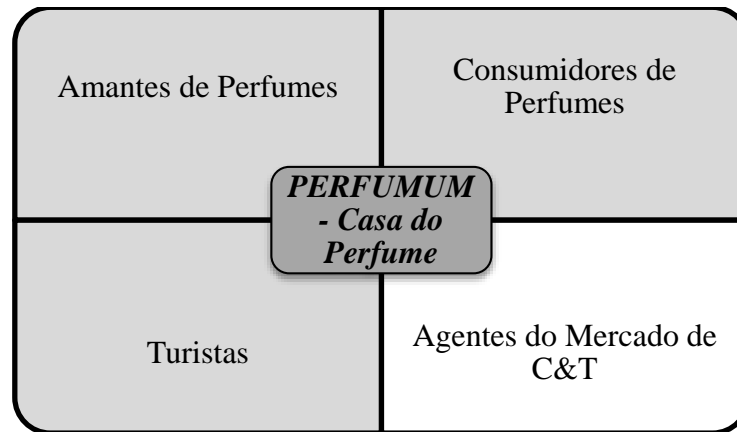 Amantes de Perfumes
Consumidores de
Perfumes
PERFUMUM
- Casa do
Perfume
Turistas
Agentes do Mercado de
C&T